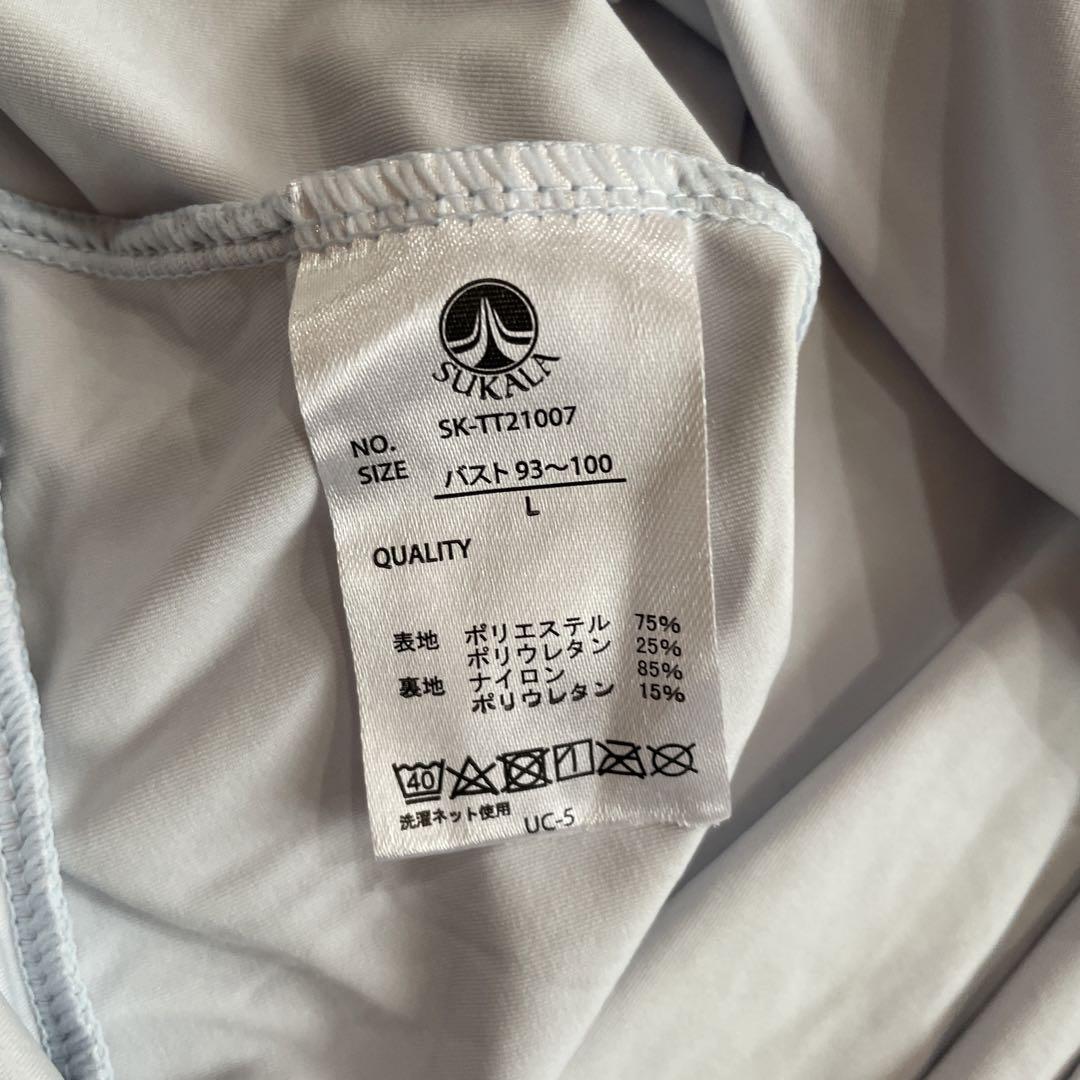 SUKALA
NO. SK-TT21007
SIZE バスト 93～100
L
QUALITY
表地 ポリエステル 75%
ポリウレタン 25%
裏地 ナイロン 85%
ポリウレタン 15%
40
洗濯ネット使用 UC-5